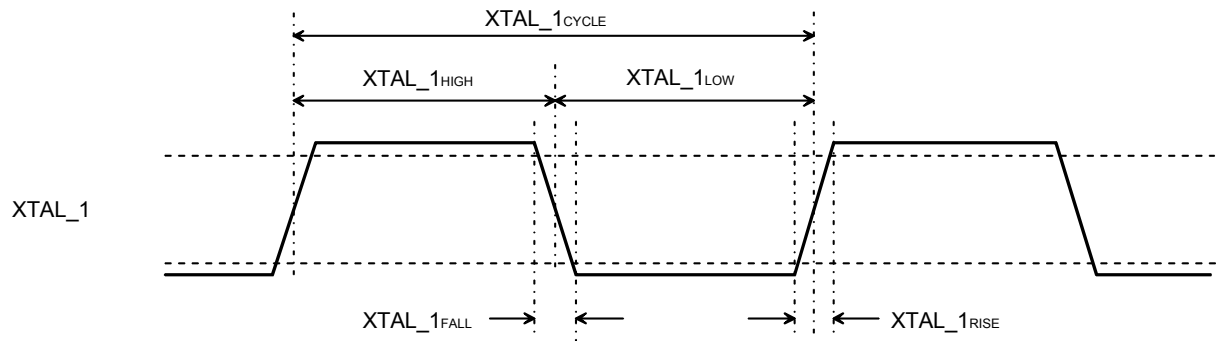 XTAL_1CYCLE
XTAL_1HIGH
XTAL_1LOW
XTAL_1
XTAL_1FALL
XTAL_1RISE